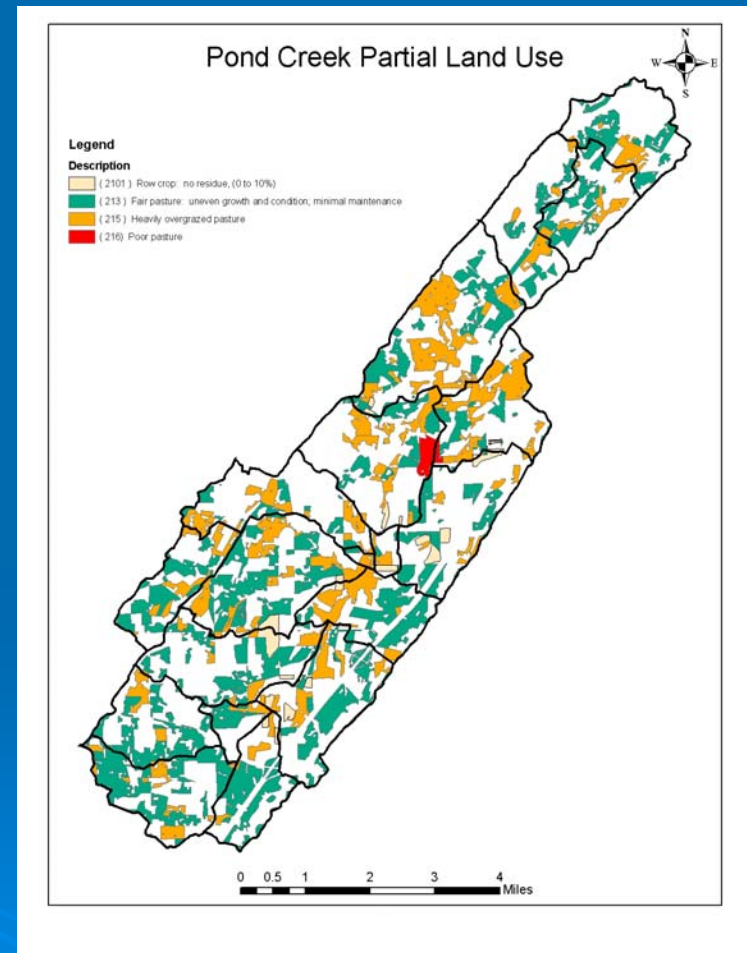 Pond Creek Partial Land Use
N
W E
S
Legend
Description
( 2101 ) Row crop: no residue, (0 to 10%)
( 213 ) Fair pasture: uneven growth and condition, minimal maintenance
( 215 ) Heavily overgrazed pasture
( 216) Poor pasture
0 0.5 1 2 3 4
Miles